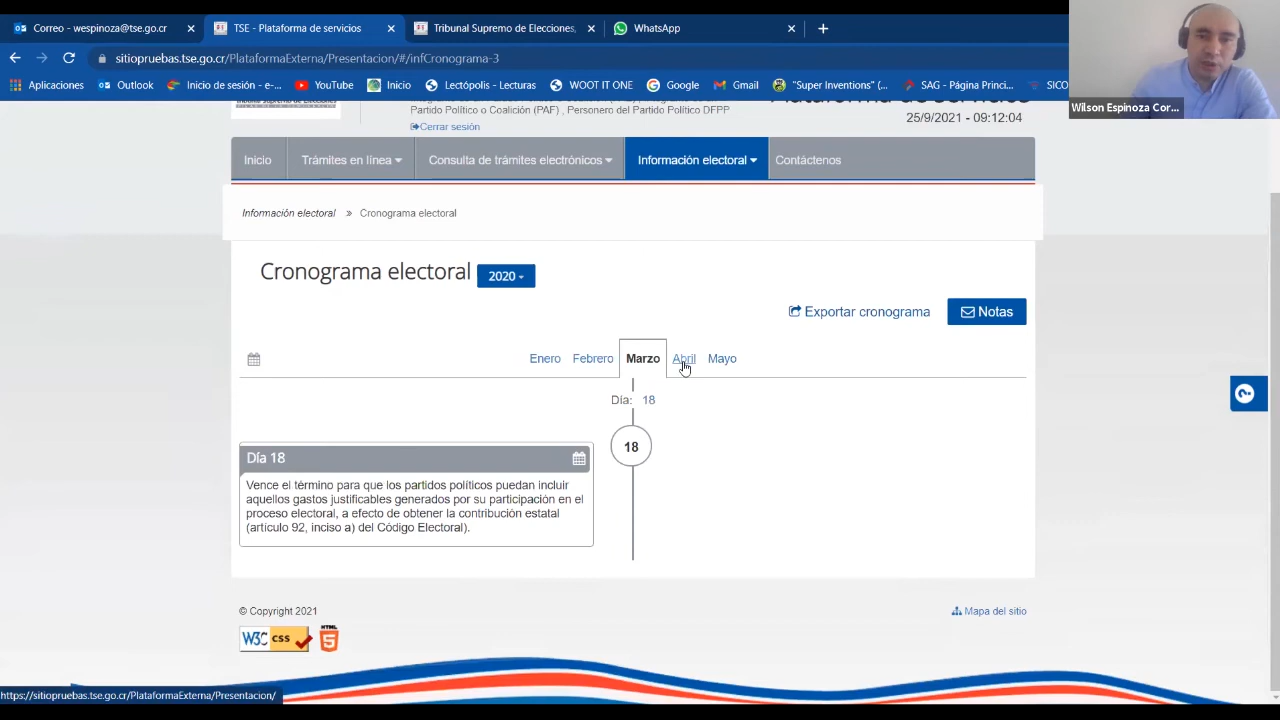 Correo - wespinoza@tse.go.cr
TSE - Plataforma de servicios
Tribunal Supremo de Elecciones,
WhatsApp
sitiopruebas.tse.go.cr/PlataformaExterna/Presentacion/#/infCronograma-3
Aplicaciones
Outlook
Inicio de sesión - e-...
YouTube
Inicio
Lectópolis - Lecturas
WOOT IT ONE
Google
Gmail
"Super Inventions" (...
SAG - Página Princi...
SICO
Wilson Espinoza Cor...
Partido Político o Coalición (PAF) , Personero del Partido Político DFPP
Cerrar sesión
25/9/2021 - 09:12:04
Inicio
Trámites en línea
Consulta de trámites electrónicos
Información electoral
Contáctenos
Información electoral » Cronograma electoral
Cronograma electoral 2020
Exportar cronograma
Notas
Enero Febrero Marzo Abril Mayo
Día: 18
18
Día 18
Vence el término para que los partidos políticos puedan incluir
aquellos gastos justificables generados por su participación en el
proceso electoral, a efecto de obtener la contribución estatal
(artículo 92, inciso a) del Código Electoral).
© Copyright 2021
Mapa del sitio
W3C css
HTML
5
https://sitiopruebas.tse.go.cr/PlataformaExterna/Presentacion/